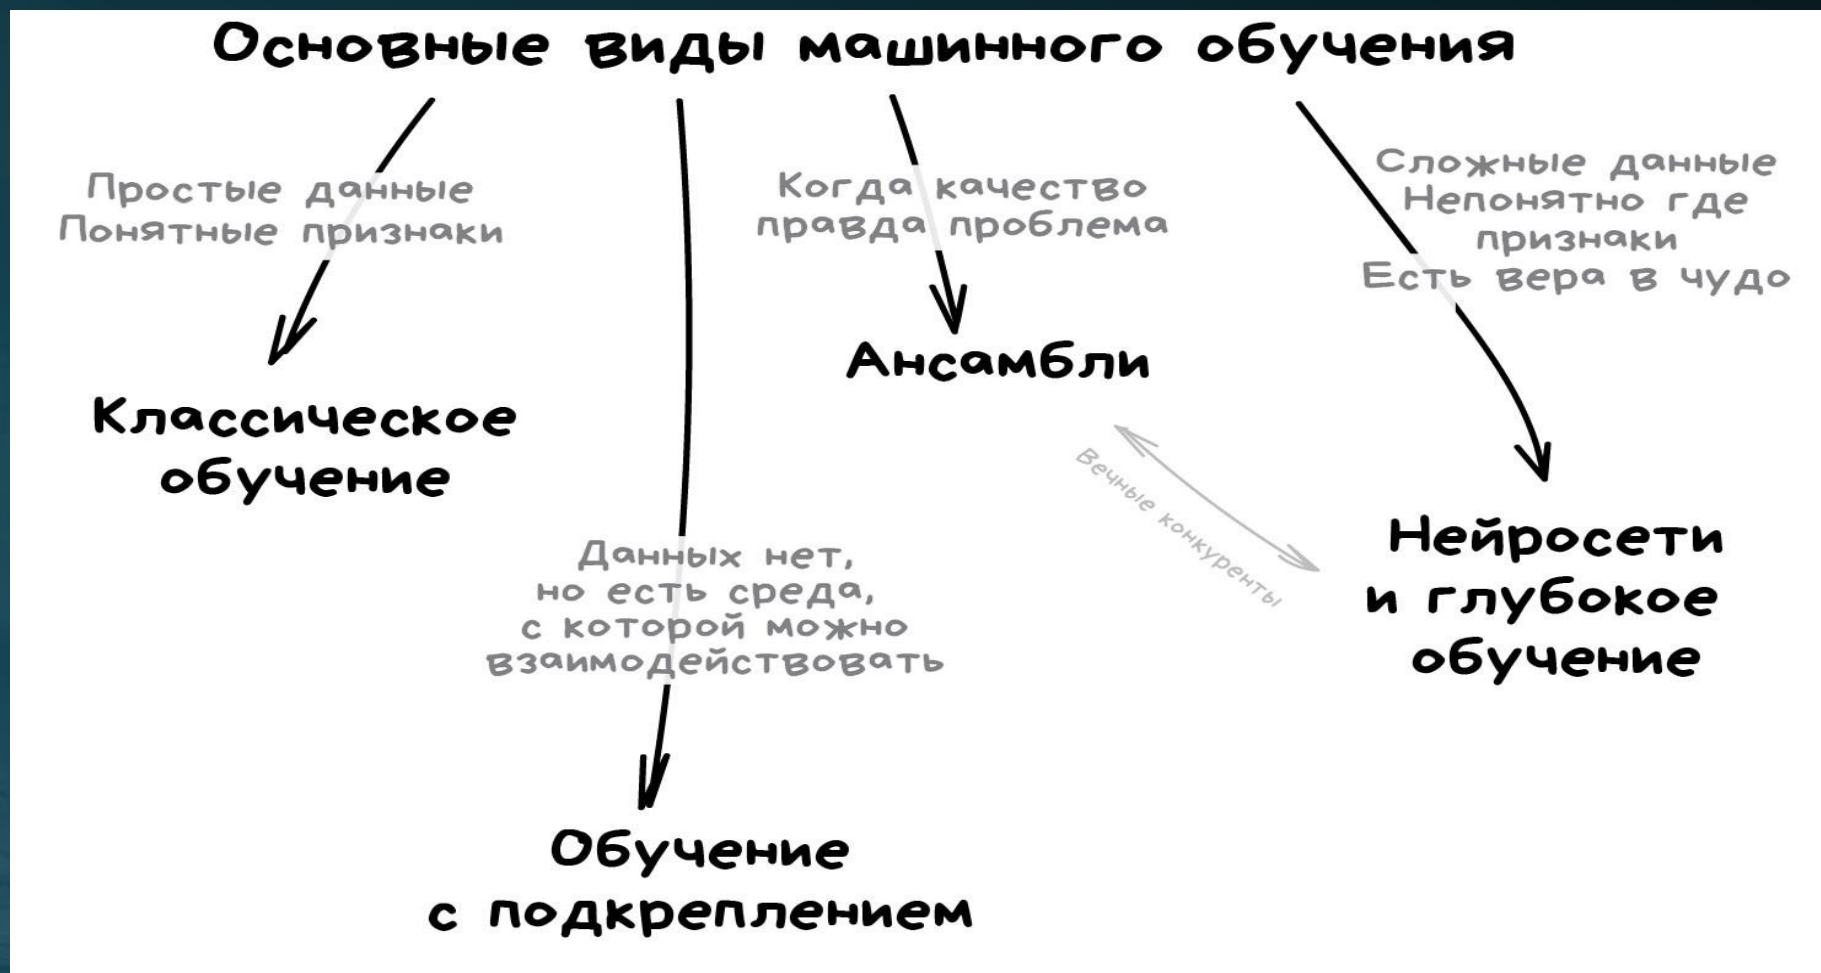 Основные виды машинного обучения
Простые данные
Понятные признаки
Классическое
обучение
Данных нет,
но есть среда,
с которой можно
взаимодействовать
Обучение
с подкреплением
Когда качество
правда проблема
Ансамбли
Вечные конкуренты
Сложные данные
Непонятно где
признаки
Есть вера в чудо
Нейросети
и глубокое
обучение